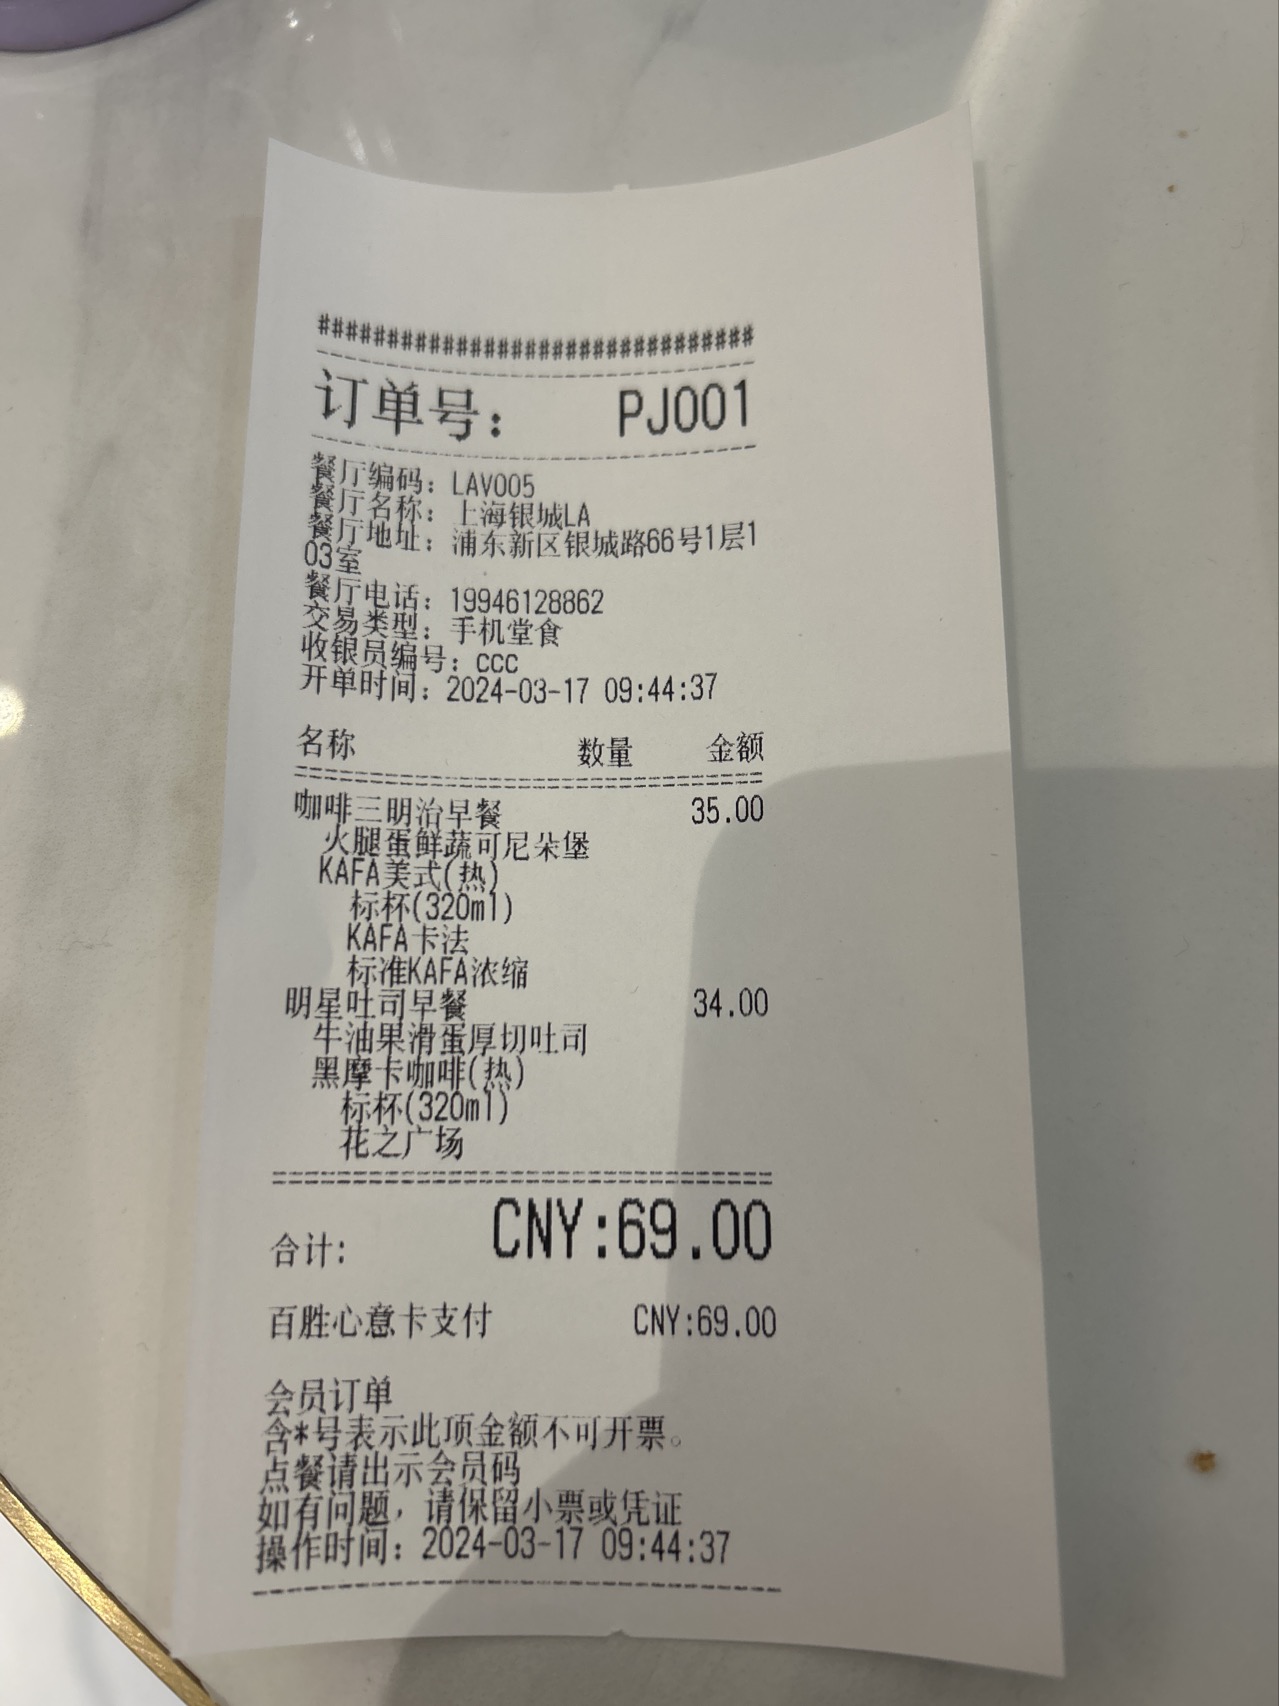 ################################
订单号： PJ001
餐厅编码：LAV005
餐厅名称：上海银城LA
餐厅地址：浦东新区银城路66号1层1
03室
餐厅电话：19946128862
交易类型：手机堂食
收银员编号：ccc
开单时间：2024-03-17 09:44:37
名称 数量 金额
咖啡三明治早餐 35.00
火腿蛋鲜蔬可尼朵堡
KAFA美式(热)
标杯(320ml)
KAFA卡法
标准KAFA浓缩
明星吐司早餐 34.00
牛油果滑蛋厚切吐司
黑摩卡咖啡(热)
标杯(320ml)
花之广场
合计: CNY:69.00
百胜心意卡支付 CNY:69.00
会员订单
含*号表示此项金额不可开票。
点餐请出示会员码
如有问题，请保留小票或凭证
操作时间：2024-03-17 09:44:37